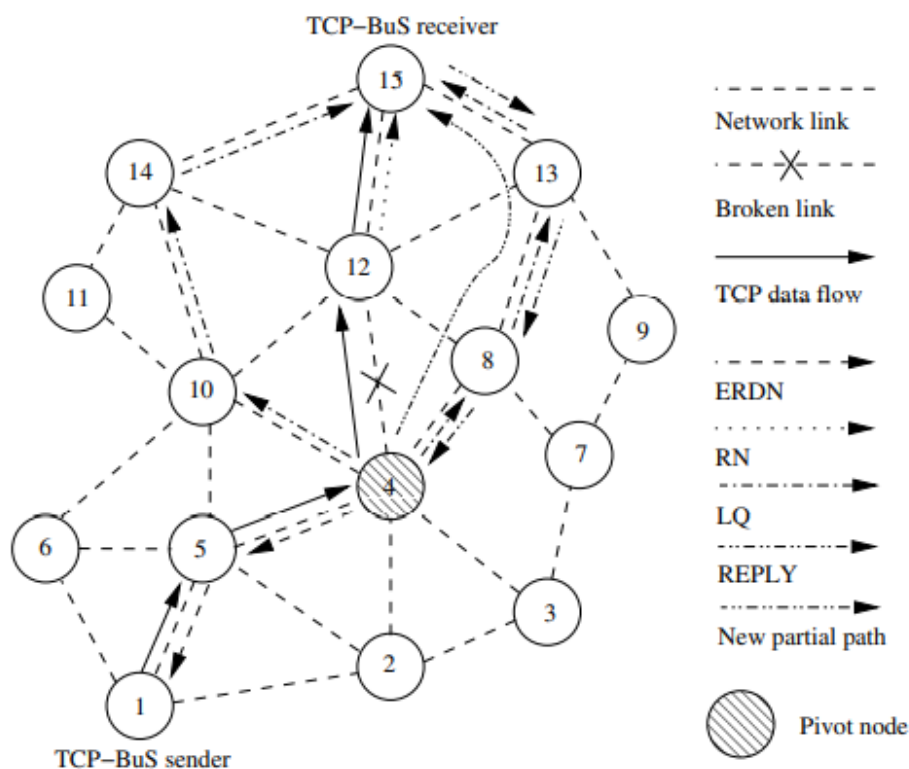 TCP–BuS receiver
15
Network link
14
13
Broken link
12
11
TCP data flow
9
8
10
ERDN
7
RN
4
LQ
6
5
REPLY
3
New partial path
2
1
Pivot node
TCP–BuS sender